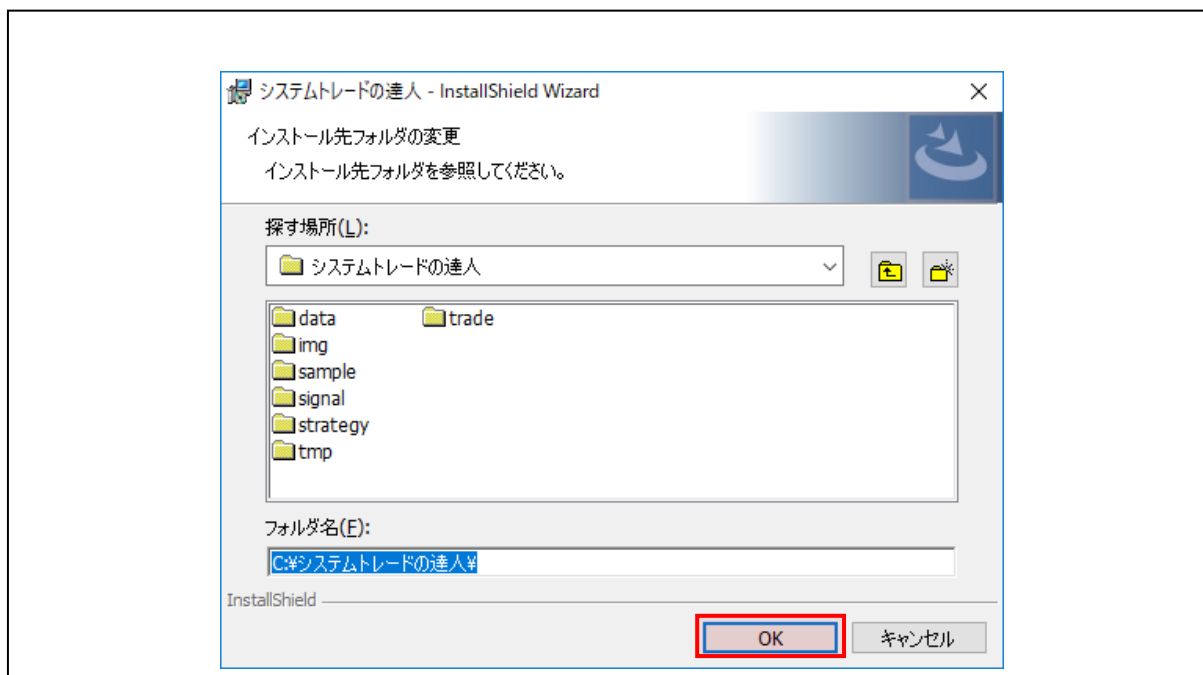 システムトレードの達人 - InstallShield Wizard
インストール先フォルダの変更
インストール先フォルダを参照してください。
探す場所(L):
システムトレードの達人
data trade
img
sample
signal
strategy
tmp
フォルダ名(F):
C:¥システムトレードの達人¥
InstallShield
OK キャンセル